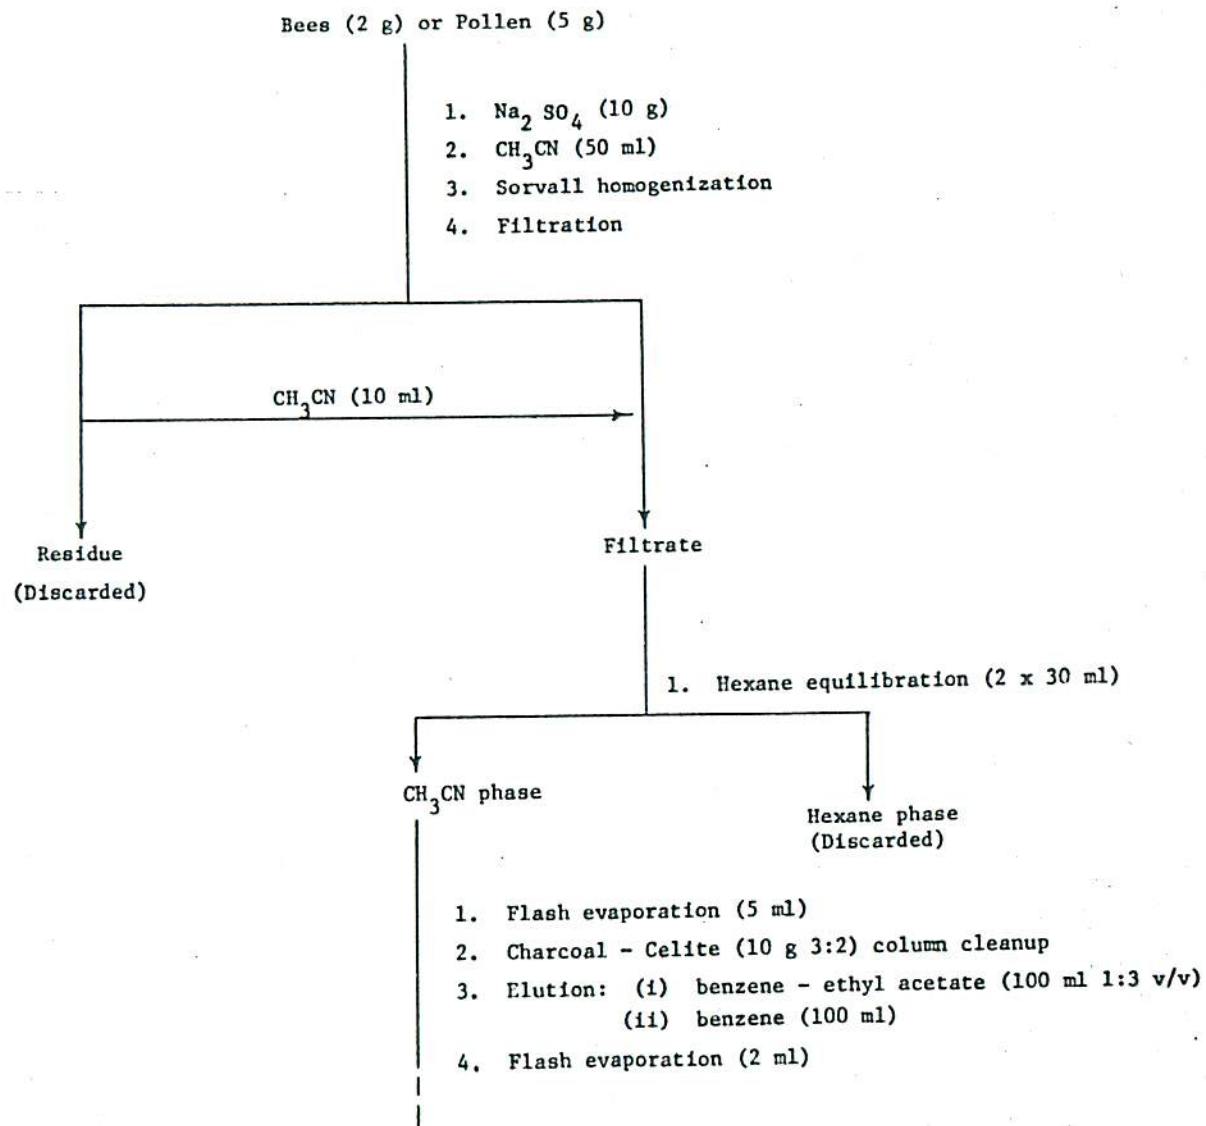 Bees (2 g) or Pollen (5 g)
1. Na2 SO4 (10 g)
2. CH3CN (50 ml)
3. Sorvall homogenization
4. Filtration
CH3CN (10 ml)
Residue
(Discarded)
Filtrate
1. Hexane equilibration (2 x 30 ml)
CH3CN phase
Hexane phase
(Discarded)
1. Flash evaporation (5 ml)
2. Charcoal - Celite (10 g 3:2) column cleanup
3. Elution: (i) benzene - ethyl acetate (100 ml 1:3 v/v)
(ii) benzene (100 ml)
4. Flash evaporation (2 ml)